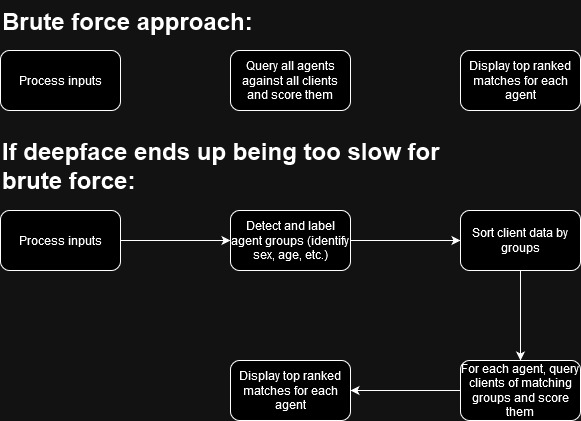 Brute force approach:
Process inputs
Query all agents
against all clients
and score them
Display top ranked
matches for each
agent
If deepface ends up being too slow for
brute force:
Process inputs
Detect and label
agent groups (identify
sex, age, etc.)
Sort client data by
groups
For each agent, query
clients of matching
groups and score
them
Display top ranked
matches for each
agent